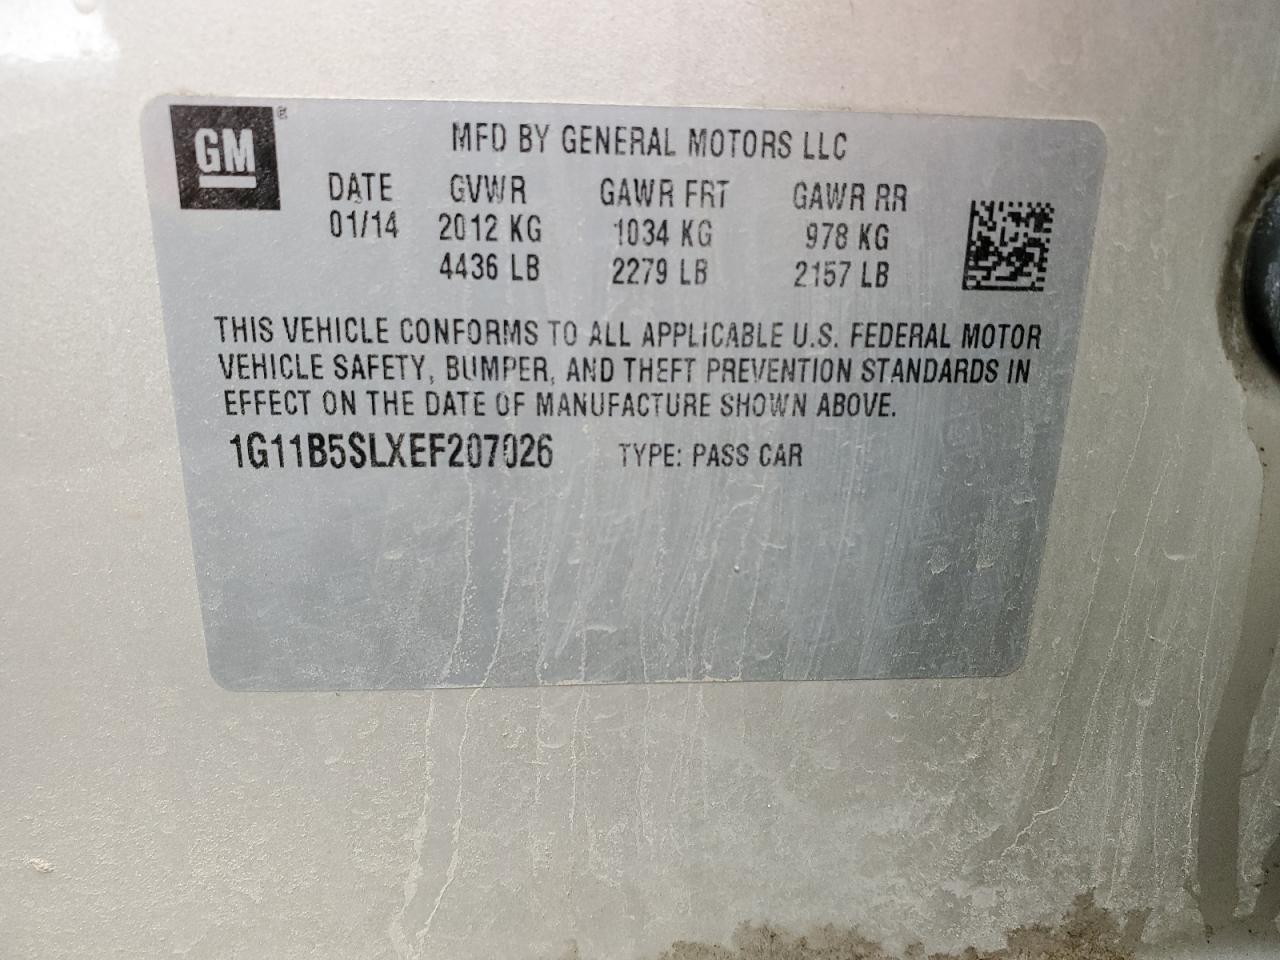 GM®
MFD BY GENERAL MOTORS LLC
DATE GVWR GAWR FRT GAWR RR
01/14 2012 KG 1034 KG 978 KG
4436 LB 2279 LB 2157 LB
THIS VEHICLE CONFORMS TO ALL APPLICABLE U.S. FEDERAL MOTOR
VEHICLE SAFETY, BUMPER, AND THEFT PREVENTION STANDARDS IN
EFFECT ON THE DATE OF MANUFACTURE SHOWN ABOVE.
1G11B5SLXEF207026 TYPE: PASS CAR